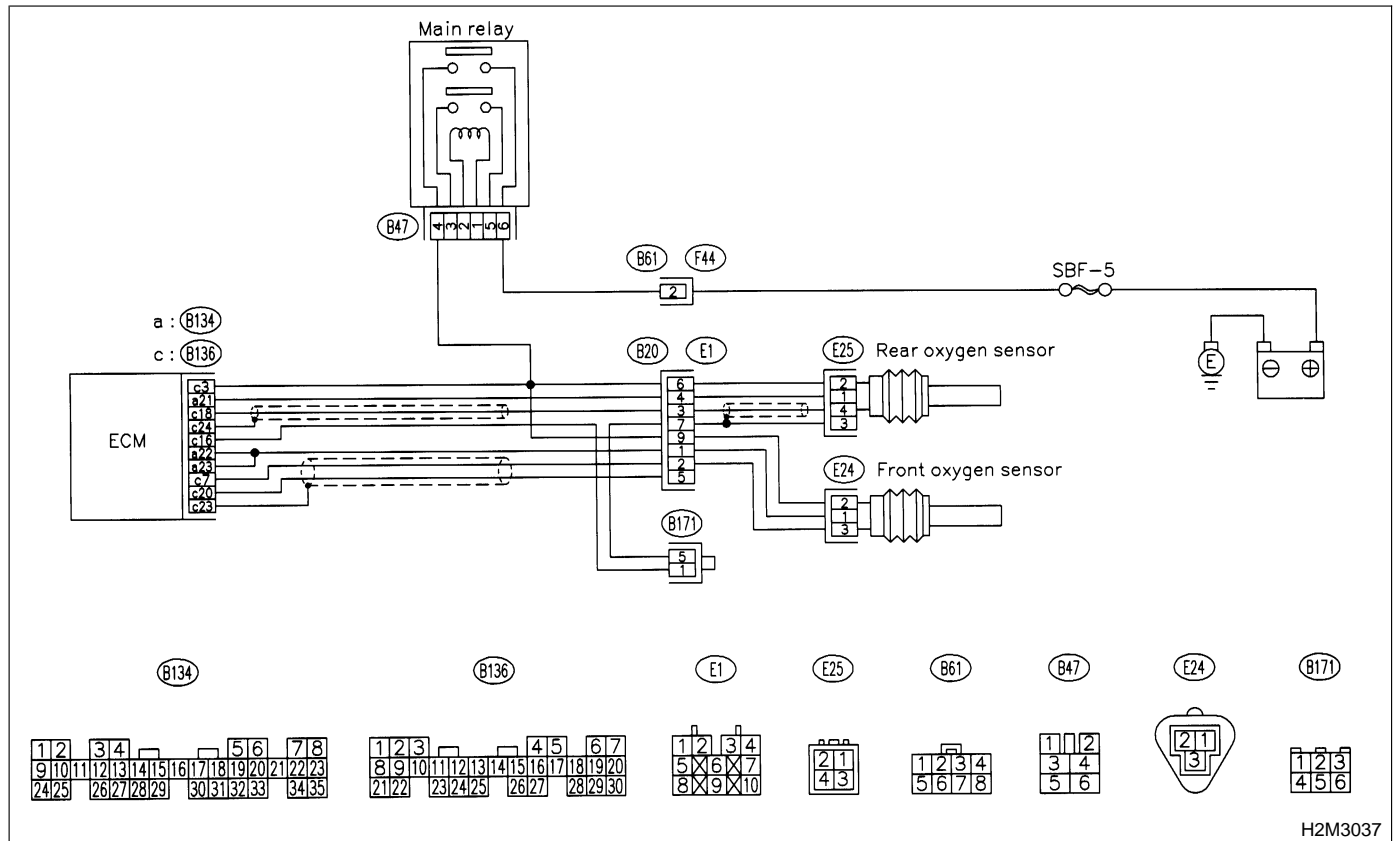 Main relay
B47
4 3 2 1 5 6
B61 F44
2
SBF-5
E
⊖ ⊕
a : B134
c : B136
ECM
c3
a21
c18
c24
c16
a22
a23
c7
c20
c23
B20 E1
6
4
3
7
9
1
2
5
E25 Rear oxygen sensor
2
1
4
3
E24 Front oxygen sensor
2
1
3
B171
5
1
B134
1 2 3 4 5 6 7 8
9 10 11 12 13 14 15 16 17 18 19 20 21 22 23
24 25 26 27 28 29 30 31 32 33 34 35
B136
1 2 3 4 5 6 7
8 9 10 11 12 13 14 15 16 17 18 19 20
21 22 23 24 25 26 27 28 29 30
E1
1 2 3 4
5 6 7
8 9 10
E25
2 1
4 3
B61
1 2 3 4
5 6 7 8
B47
1 2
3 4
5 6
E24
2 1
3
B171
1 2 3
4 5 6
H2M3037